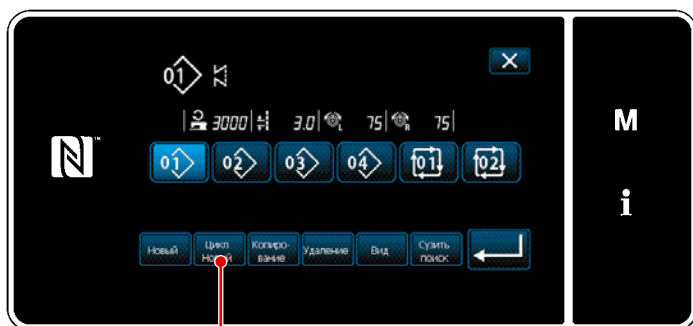 01
3000 3.0 L 75 R 75
M
01 02 03 04 01 02
i
Новый Цикл Новый Копиро-вание Удаление Вид Сузить поиск